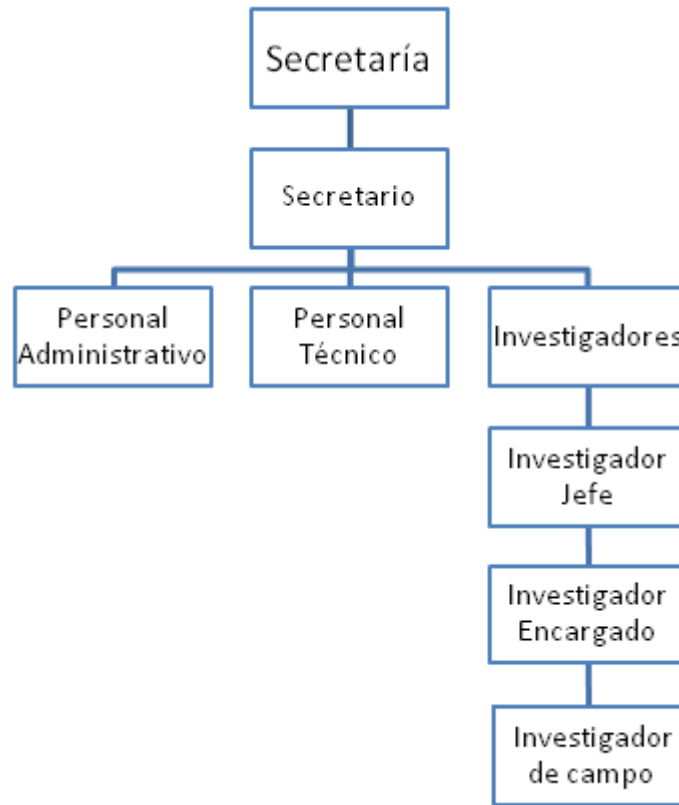 Secretaría
Secretario
Personal
Administrativo
Personal
Técnico
Investigadores
Investigador
Jefe
Investigador
Encargado
Investigador
de campo